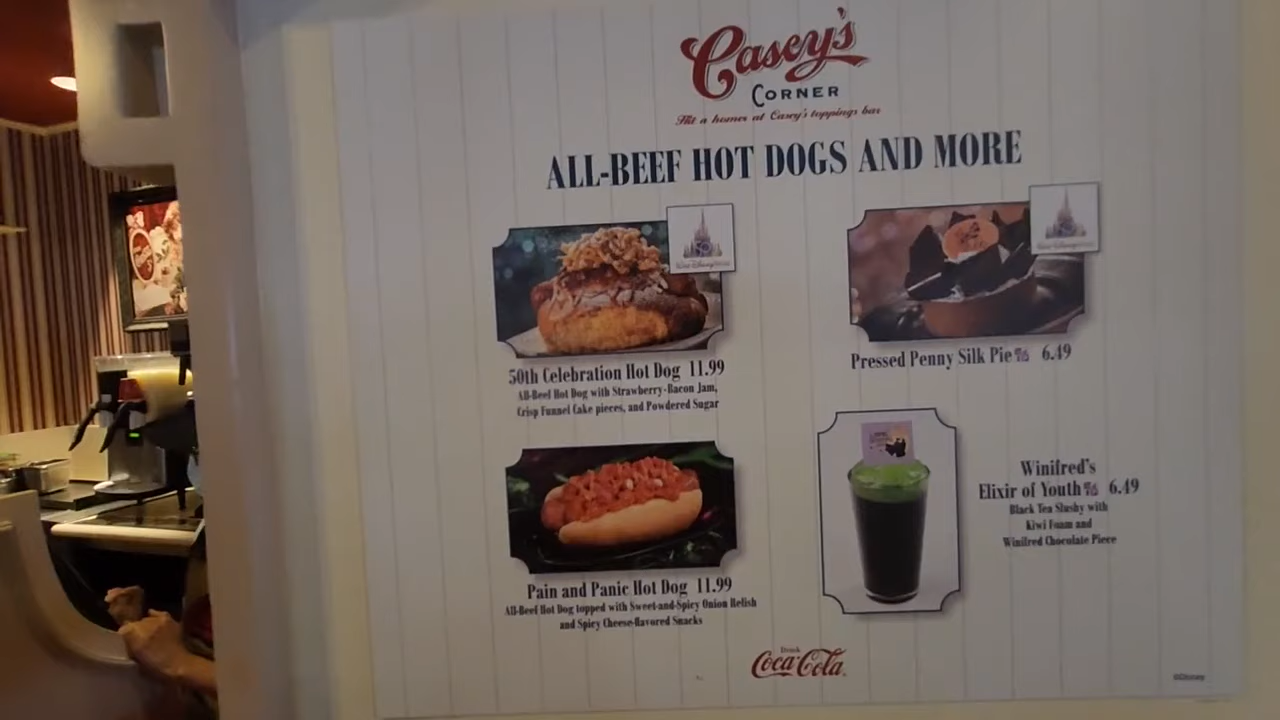 Casey's
CORNER
Hit a homer at Casey's toppings bar
ALL-BEEF HOT DOGS AND MORE
50th Celebration Hot Dog 11.99
All-Beef Hot Dog with Strawberry-Bacon Jam,
Crisp Funnel Cake pieces, and Powdered Sugar
Pressed Penny Silk Pie 6.49
Pain and Panic Hot Dog 11.99
All-Beef Hot Dog topped with Sweet-and-Spicy Onion Relish
and Spicy Cheese-flavored Snacks
Winifred's
Elixir of Youth 6.49
Black Tea Slushy with
Kiwi Foam and
Winifred Chocolate Piece
Drink
Coca-Cola
©Disney